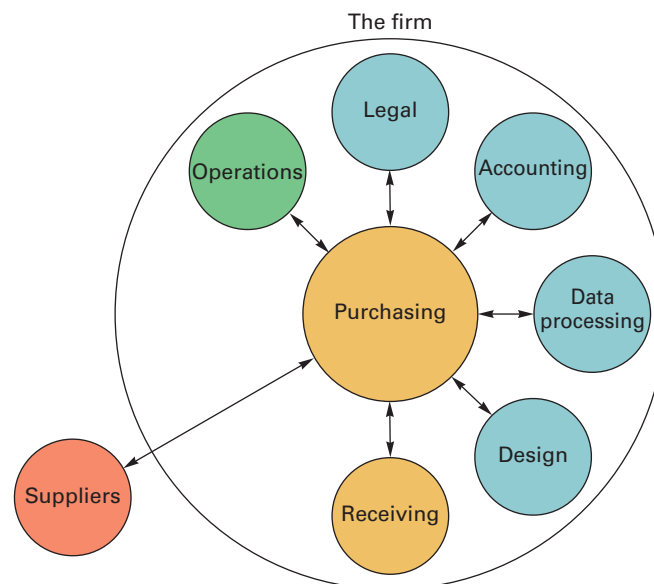 The firm
Legal
Operations
Accounting
Purchasing
Data
processing
Design
Suppliers
Receiving